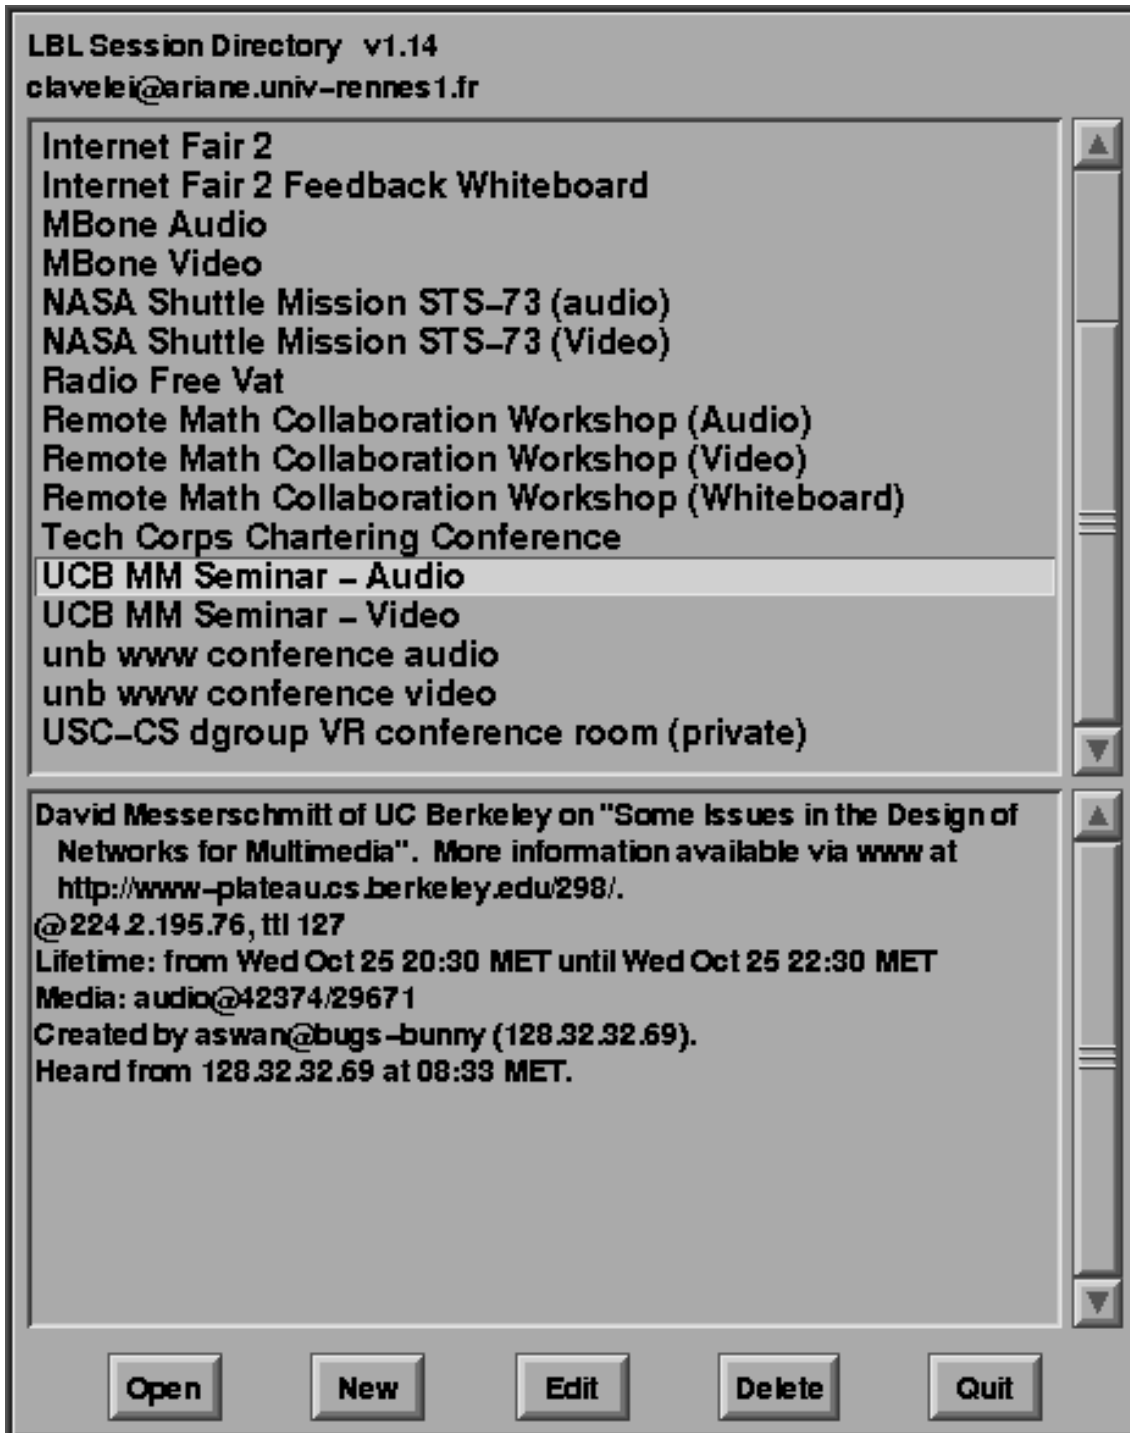 LBL Session Directory v1.14
clavelei@ariane.univ-rennes1.fr
Internet Fair 2
Internet Fair 2 Feedback Whiteboard
MBone Audio
MBone Video
NASA Shuttle Mission STS-73 (audio)
NASA Shuttle Mission STS-73 (Video)
Radio Free Vat
Remote Math Collaboration Workshop (Audio)
Remote Math Collaboration Workshop (Video)
Remote Math Collaboration Workshop (Whiteboard)
Tech Corps Chartering Conference
UCB MM Seminar - Audio
UCB MM Seminar - Video
unb www conference audio
unb www conference video
USC-CS dgroup VR conference room (private)
David Messerschmitt of UC Berkeley on "Some Issues in the Design of
Networks for Multimedia". More information available via www at
http://www-plateau.cs.berkeley.edu/298/.
@224.2.195.76, ttl 127
Lifetime: from Wed Oct 25 20:30 MET until Wed Oct 25 22:30 MET
Media: audio@42374/29671
Created by aswan@bugs-bunny (128.32.32.69).
Heard from 128.32.32.69 at 08:33 MET.
Open New Edit Delete Quit